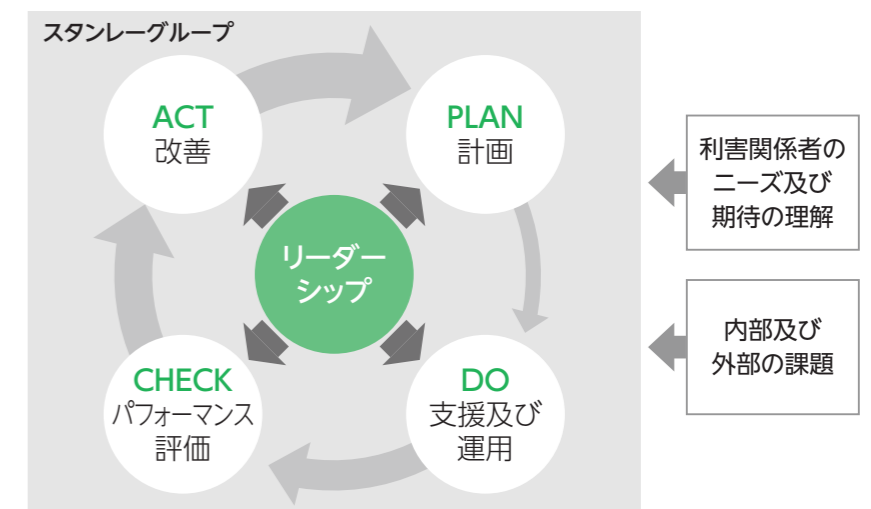 スタンレーグループ
ACT
改善
PLAN
計画
リーダー
シップ
CHECK
パフォーマンス
評価
DO
支援及び
運用
利害関係者の
ニーズ及び
期待の理解
内部及び
外部の課題